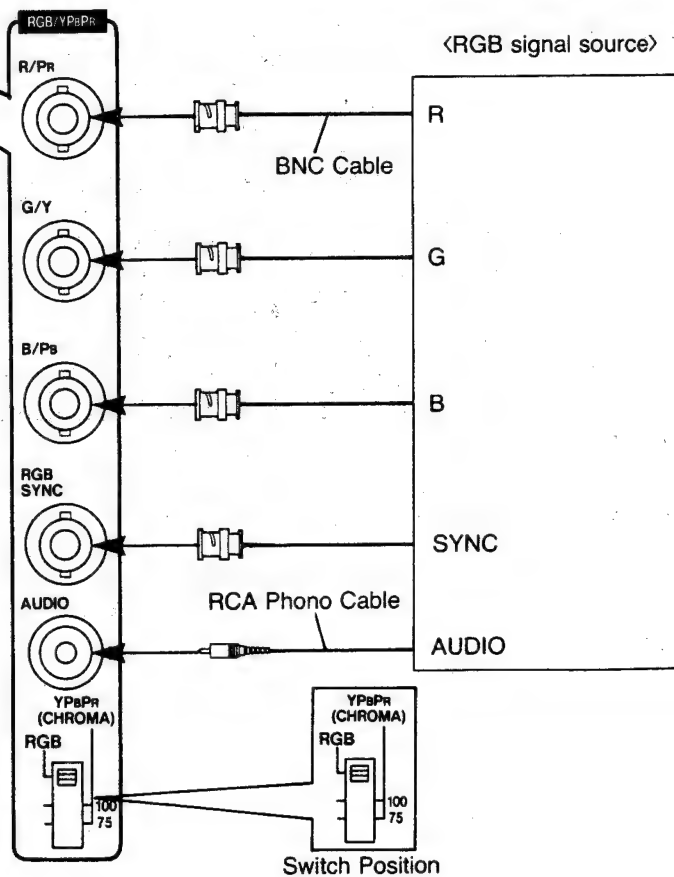 RGB/YPBPR
<RGB signal source>
R/PR
R
BNC Cable
G/Y
G
B/PB
B
RGB
SYNC
SYNC
AUDIO
RCA Phono Cable
AUDIO
YPBPR
(CHROMA)
RGB
100
75
YPBPR
(CHROMA)
RGB
100
75
Switch Position